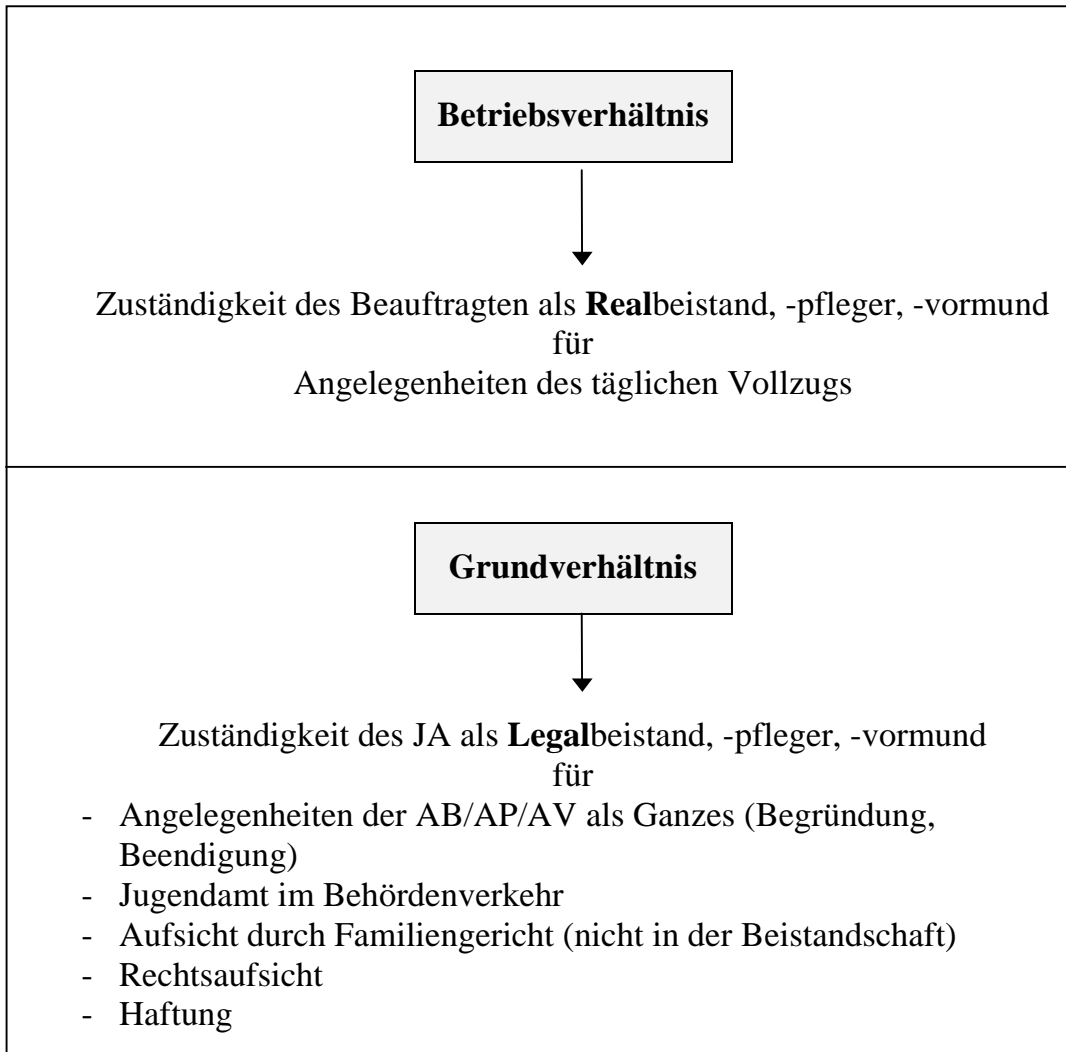 Betriebsverhältnis
Zuständigkeit des Beauftragten als Realbeistand, -pfleger, -vormund
für
Angelegenheiten des täglichen Vollzugs
Grundverhältnis
Zuständigkeit des JA als Legalbeistand, -pfleger, -vormund
für
- Angelegenheiten der AB/AP/AV als Ganzes (Begründung,
Beendigung)
- Jugendamt im Behördenverkehr
- Aufsicht durch Familiengericht (nicht in der Beistandschaft)
- Rechtsaufsicht
- Haftung